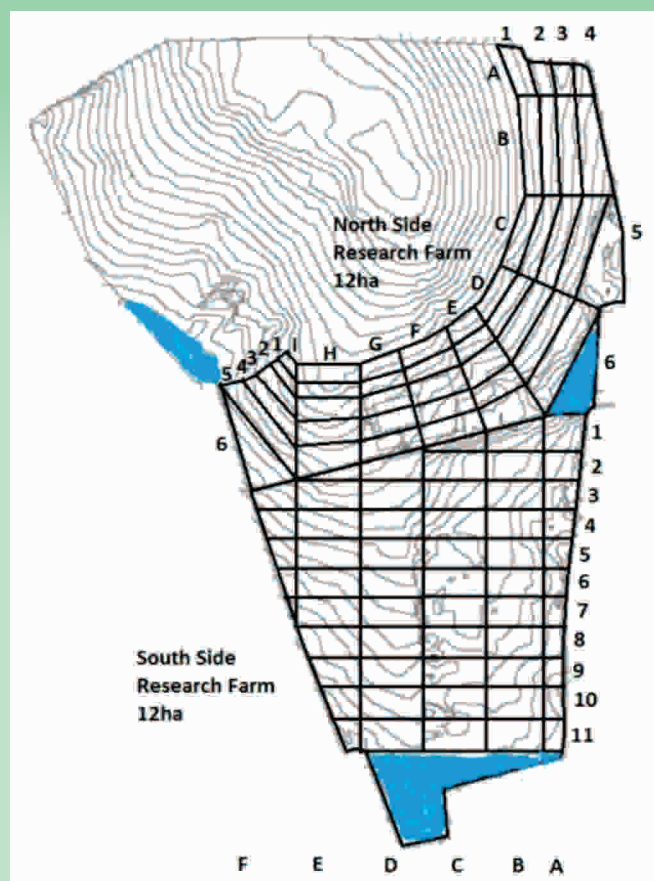 1 2 3 4
A
B
C
5
North Side
Research Farm
12ha
D
E
F
G
H
I
1
2
3
4
5
6
6
1
2
3
4
5
6
7
8
9
10
11
South Side
Research Farm
12ha
F E D C B A